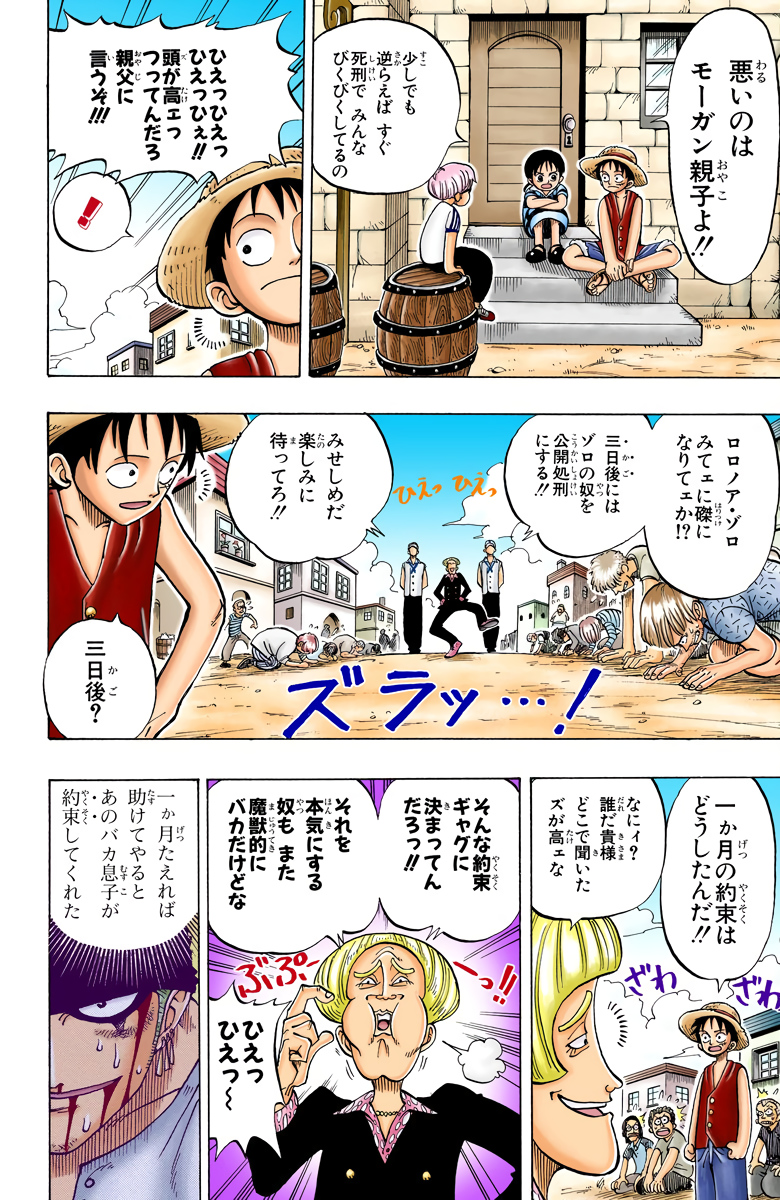 悪いのは
モーガン親子よ!!
少しでも
逆らえば すぐ
死刑で みんな
びくびくしてるの
ひえっひえっ
ひえっひぇ!!
頭が高ェっ
つってんだろ
親父に
言うぞ!!!
!
ロロノア・ゾロ
みてェに磔に
なりてェか!?
三日後には
ゾロの奴を
公開処刑
にする!!
ひえっ ひえっ
みせしめだ
楽しみに
待ってろ!!
三日後?
ズラッ…!
一か月の約束は
どうしたんだ!!
なにィ?
誰だ貴様
どこで聞いた
ズが高ェな
ざわ
ざわ
そんな約束
ギャグに
決まってん
だろっ!!
それを
本気にする
奴も また
魔獣的に
バカだけどな
ぶぷーーっ!!
ひえっ
ひえっ〜
一か月たえれば
助けてやると
あのバカ息子が
約束してくれた